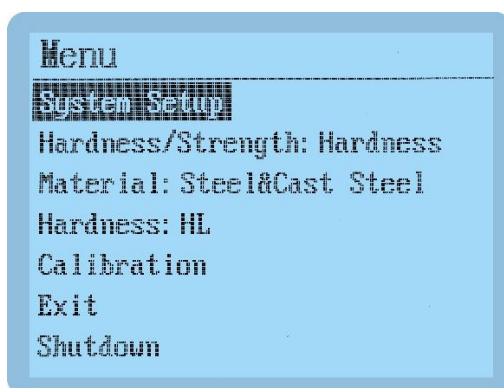 Menu
System Setup
Hardness/Strength: Hardness
Material: Steel&Cast Steel
Hardness: HL
Calibration
Exit
Shutdown